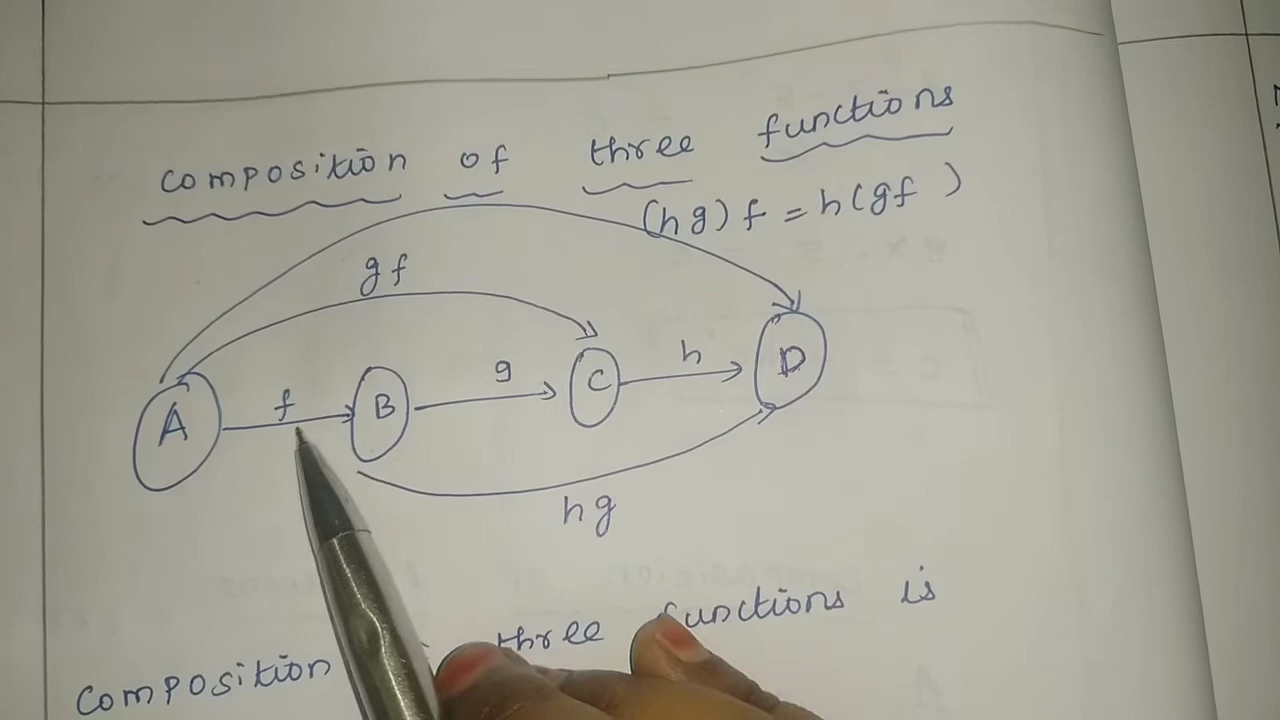 composition of three functions
(hg) f = h(gf)
gf
A f B g C h D
hg
composition three functions is